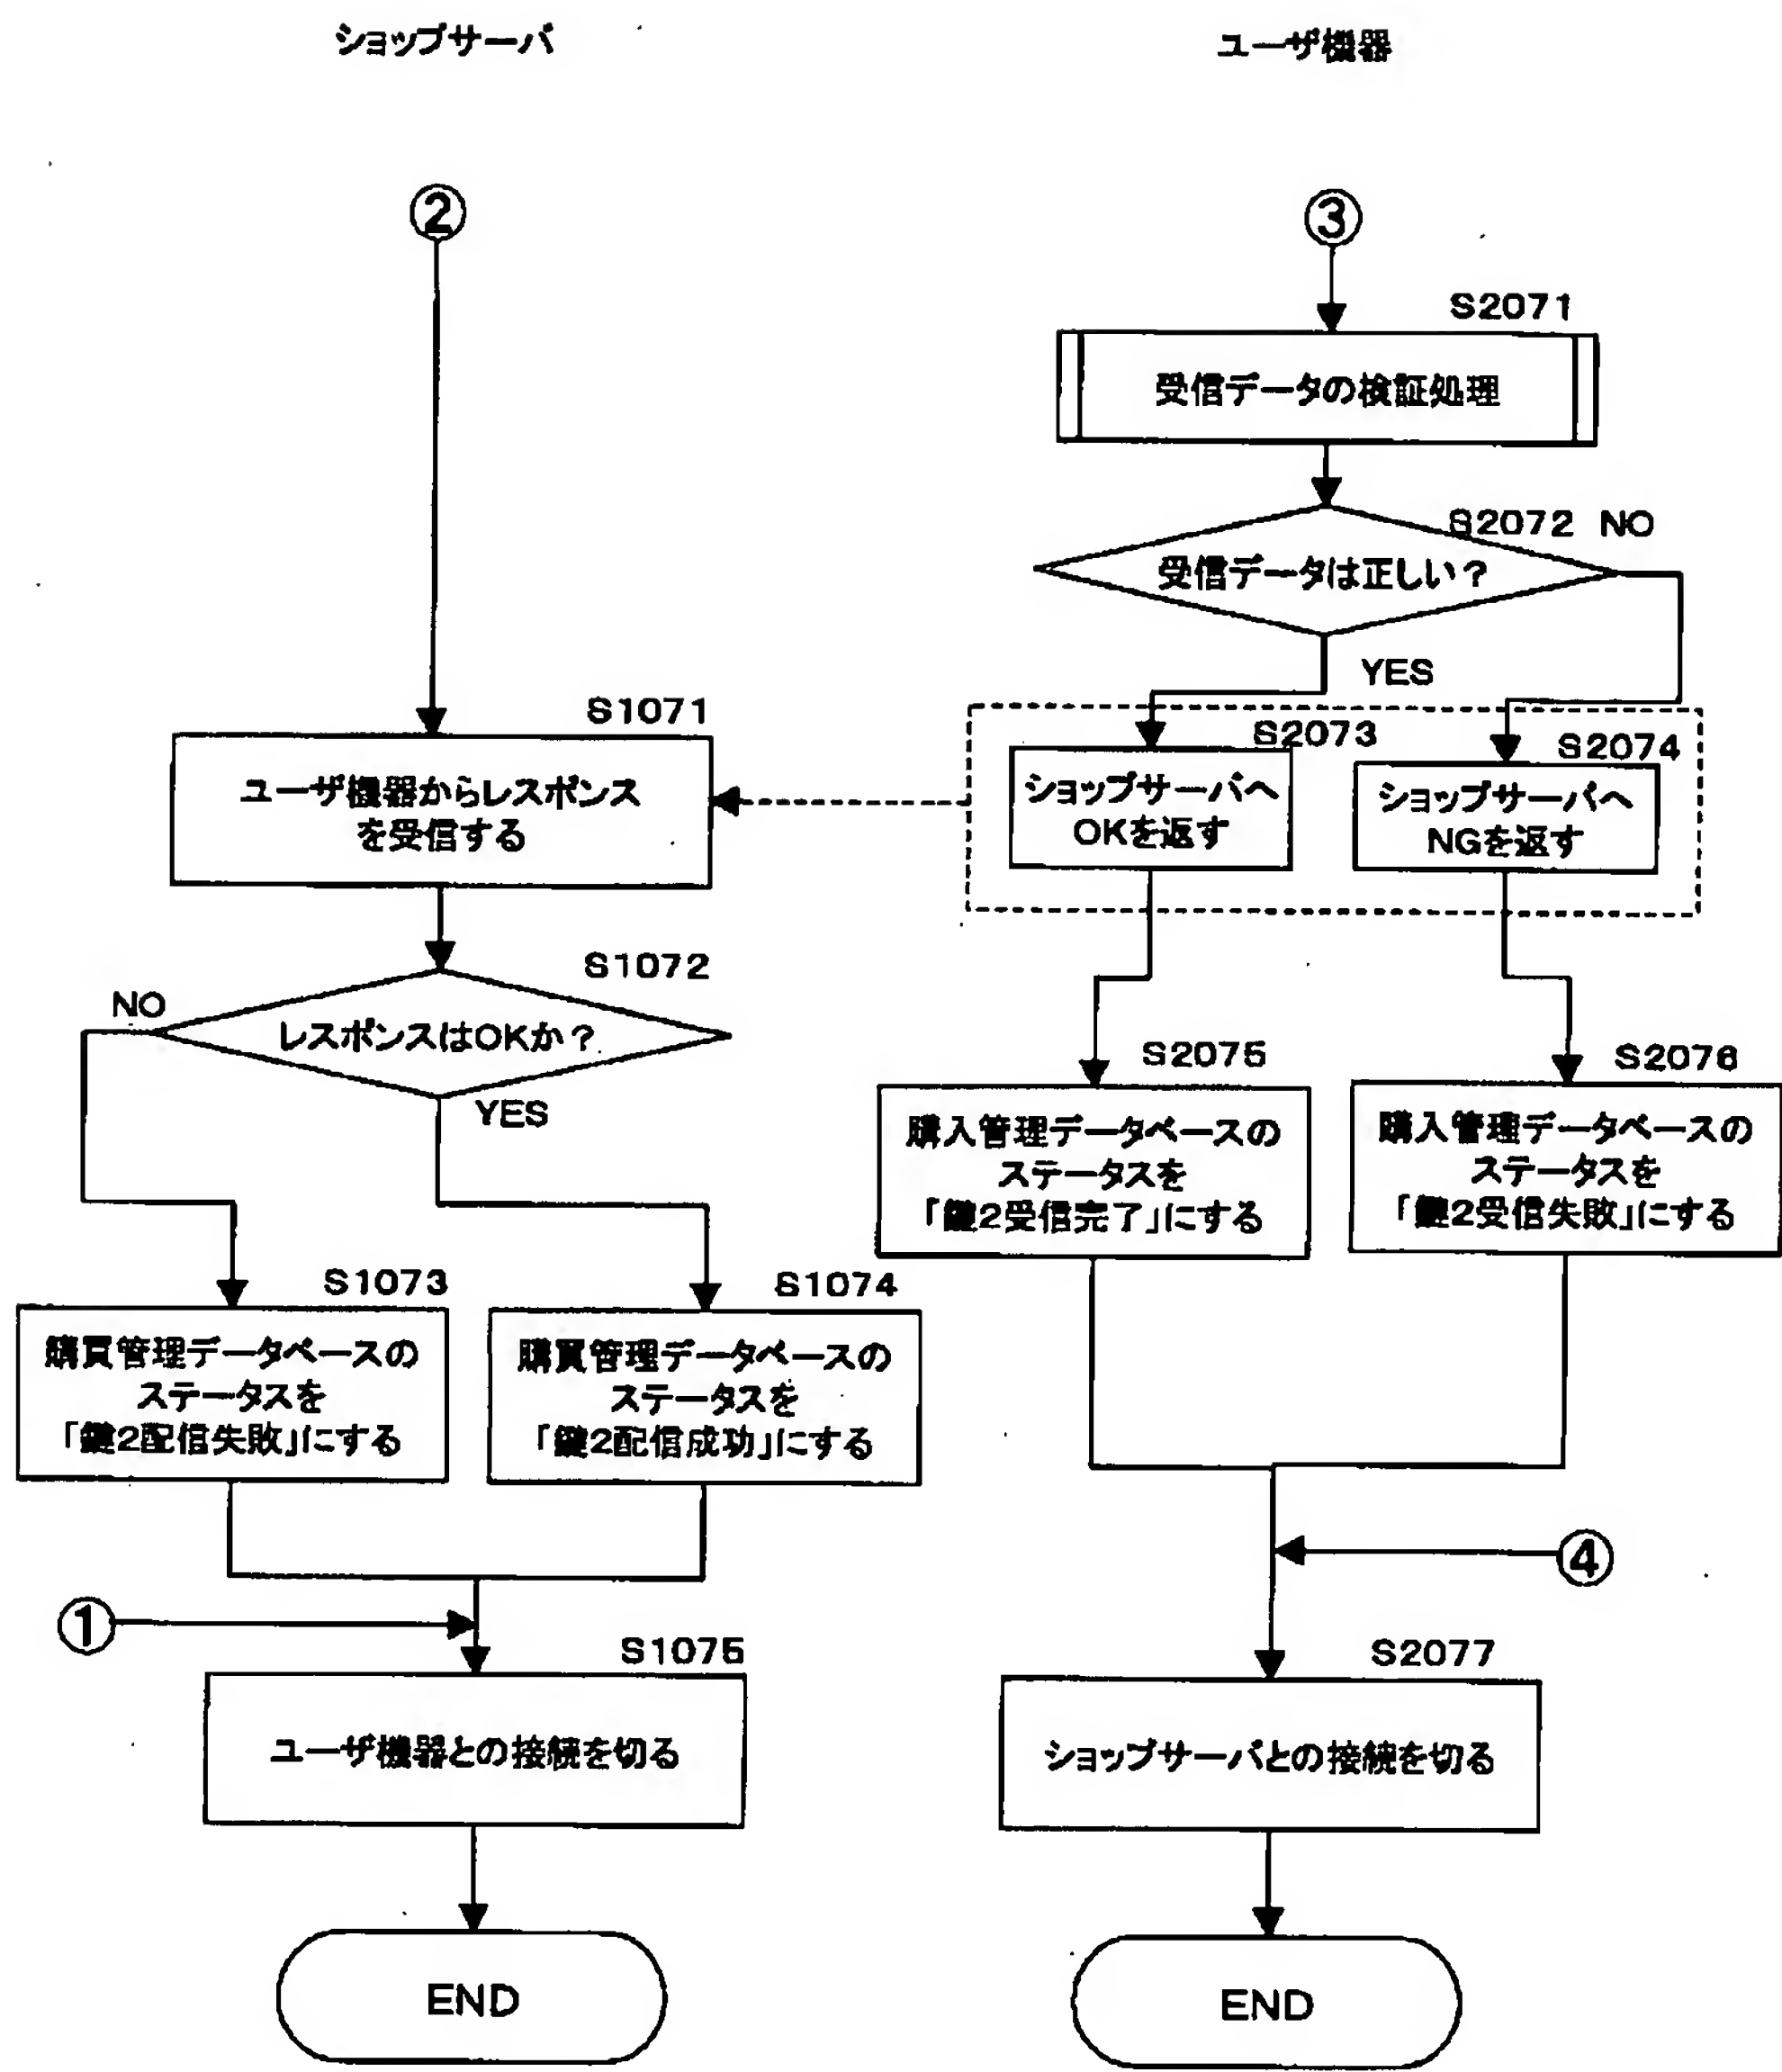 ショップサーバ
ユーザ機器
②
③
S2071
受信データの検証処理
S2072 NO
受信データは正しい?
YES
S1071
ユーザ機器からレスポンス
を受信する
S2073
ショップサーバへ
OKを返す
S2074
ショップサーバへ
NGを返す
S1072
NO
レスポンスはOKか?
YES
S2075
購入管理データベースの
ステータスを
「鍵2受信完了」にする
S2076
購入管理データベースの
ステータスを
「鍵2受信失敗」にする
S1073
購買管理データベースの
ステータスを
「鍵2配信失敗」にする
S1074
購買管理データベースの
ステータスを
「鍵2配信成功」にする
④
①
S1075
ユーザ機器との接続を切る
S2077
ショップサーバとの接続を切る
END
END